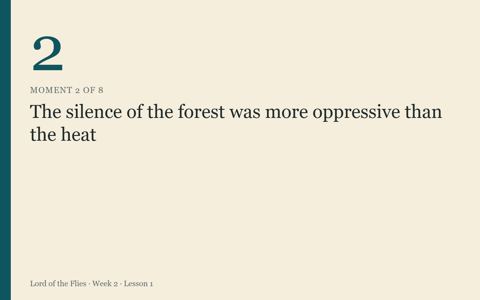 2
MOMENT 2 OF 8
The silence of the forest was more oppressive than
the heat
Lord of the Flies · Week 2 · Lesson 1